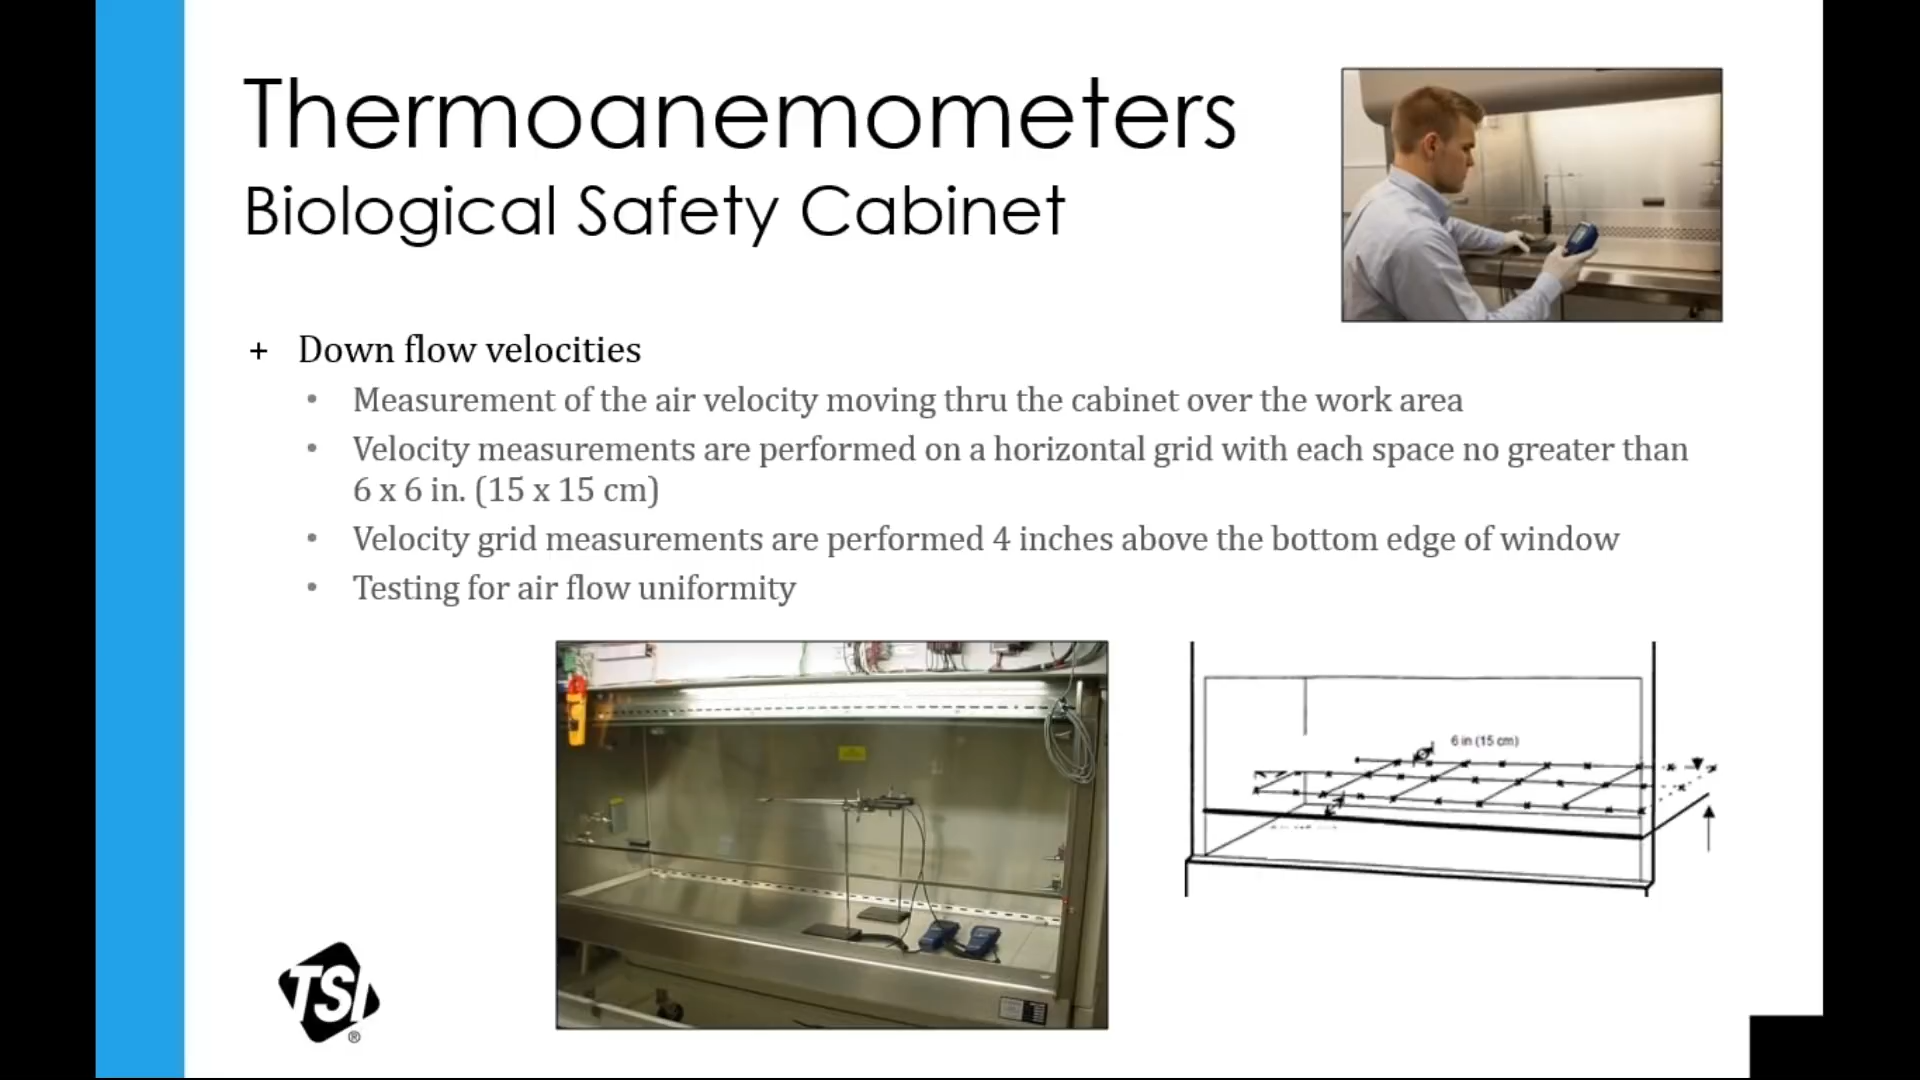 Thermoanemometers
Biological Safety Cabinet
+ Down flow velocities
• Measurement of the air velocity moving thru the cabinet over the work area
• Velocity measurements are performed on a horizontal grid with each space no greater than
6 x 6 in. (15 x 15 cm)
• Velocity grid measurements are performed 4 inches above the bottom edge of window
• Testing for air flow uniformity
6 in (15 cm)
TSI®